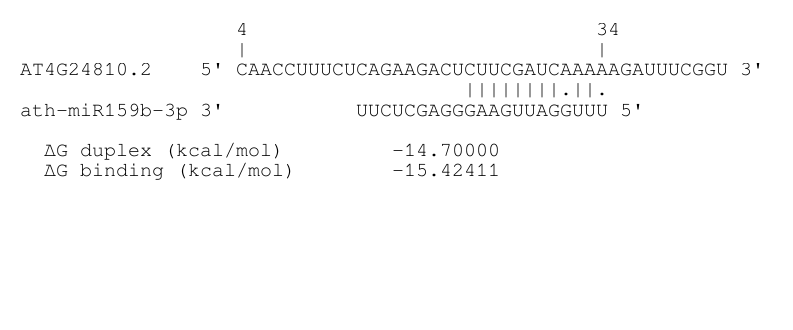 4 34
| |
AT4G24810.2 5' CAACCUUUCUCAGAAGACUCUUCGAUCAAAAAGAUUUCGGU 3'
||||||||.||.
ath-miR159b-3p 3' UUCUCGAGGGAAGUUAGGUUU 5'
ΔG duplex (kcal/mol) -14.70000
ΔG binding (kcal/mol) -15.42411